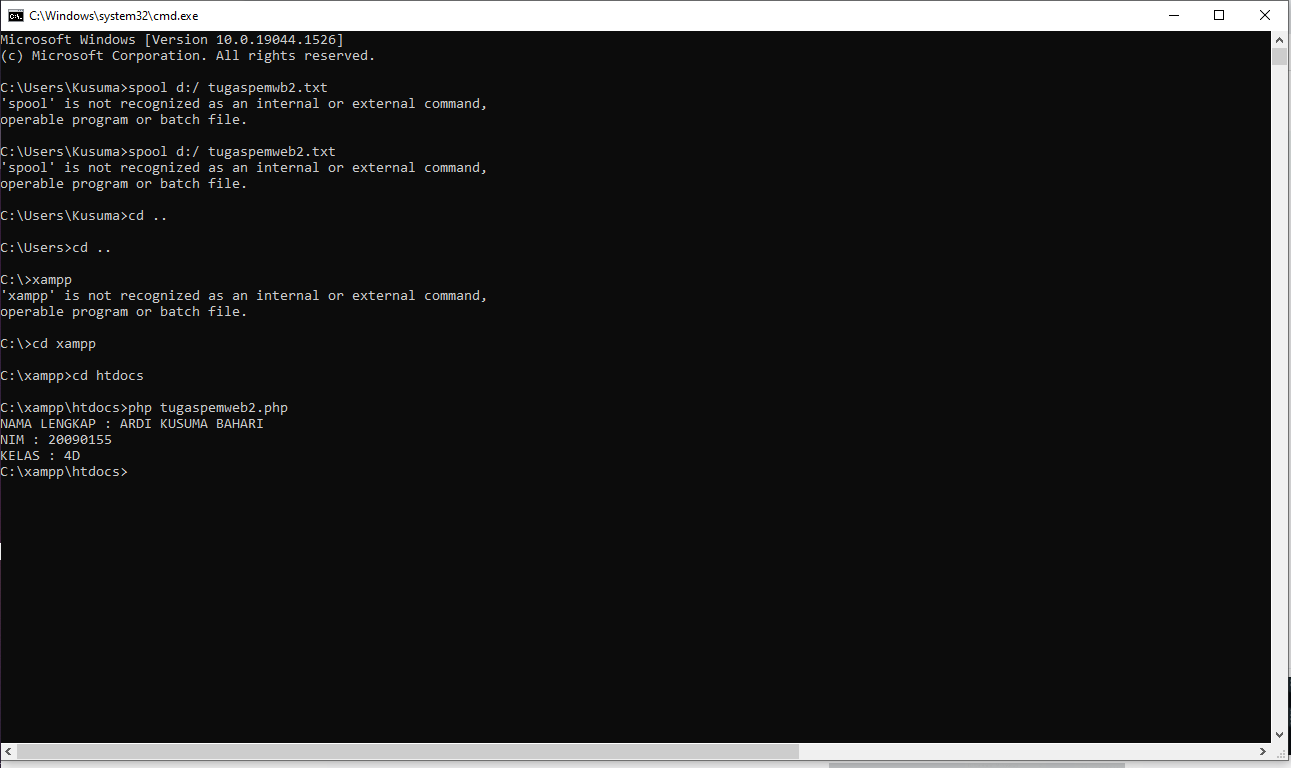 C:\Windows\system32\cmd.exe
Microsoft Windows [Version 10.0.19044.1526]
(c) Microsoft Corporation. All rights reserved.
C:\Users\Kusuma>spool d:/ tugaspemwb2.txt
'spool' is not recognized as an internal or external command,
operable program or batch file.
C:\Users\Kusuma>spool d:/ tugaspemweb2.txt
'spool' is not recognized as an internal or external command,
operable program or batch file.
C:\Users\Kusuma>cd ..
C:\Users>cd ..
C:\>xampp
'xampp' is not recognized as an internal or external command,
operable program or batch file.
C:\>cd xampp
C:\xampp>cd htdocs
C:\xampp\htdocs>php tugaspemweb2.php
NAMA LENGKAP : ARDI KUSUMA BAHARI
NIM : 20090155
KELAS : 4D
C:\xampp\htdocs>